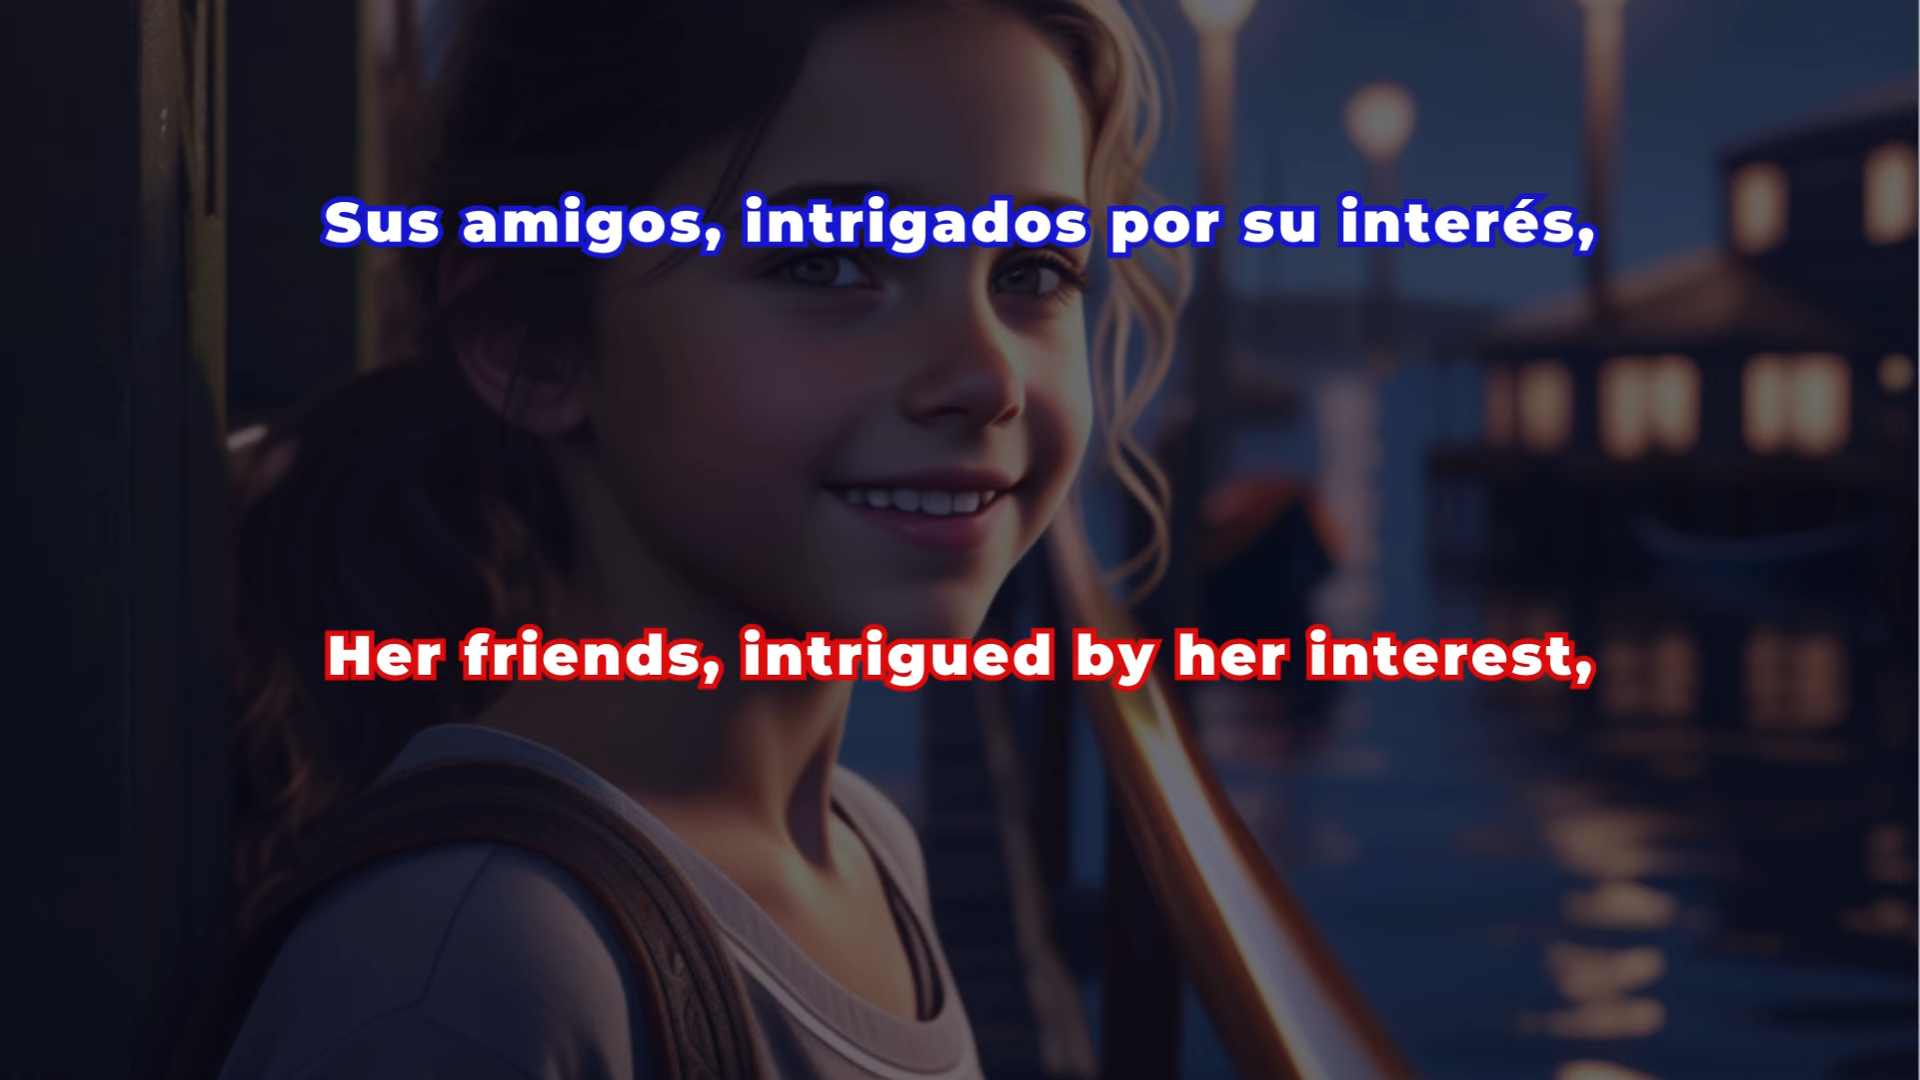 Sus amigos, intrigados por su interés,
Her friends, intrigued by her interest,